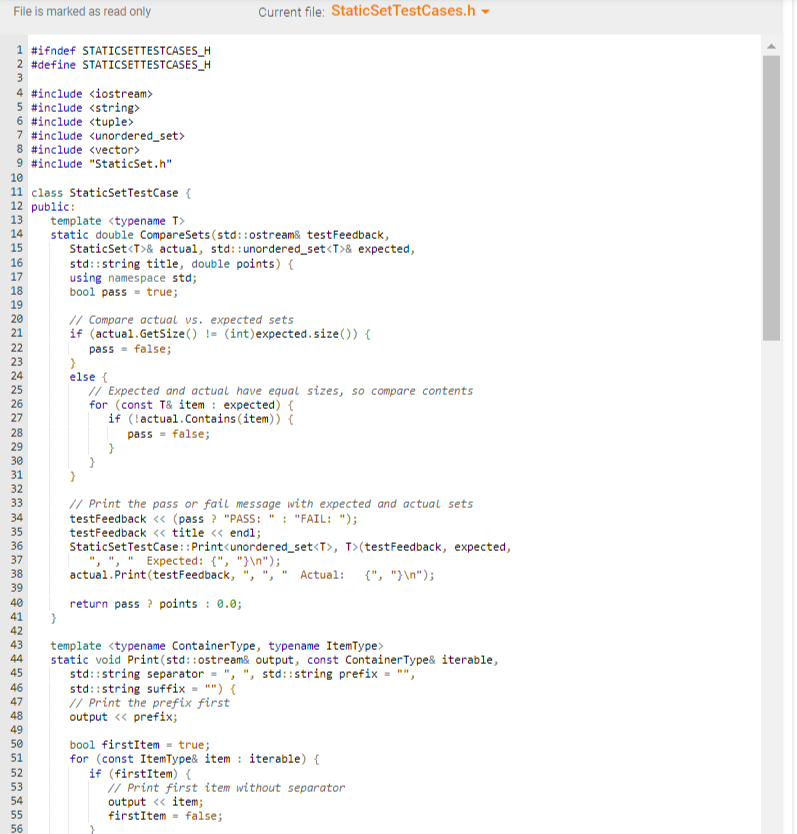 File is marked as read only
Current file: StaticSetTestCases.h
1 #ifndef STATICSETTESTCASES_H
2 #define STATICSETTESTCASES_H
3
4 #include <iostream>
5 #include <string>
6 #include <tuple>
7 #include <unordered_set>
8 #include <vector>
9 #include "StaticSet.h"
10
11 class StaticSetTestCase {
12 public:
13    template <typename T>
14    static double CompareSets(std::ostream& testFeedback,
15       StaticSet<T>& actual, std::unordered_set<T>& expected,
16       std::string title, double points) {
17       using namespace std;
18       bool pass = true;
19
20       // Compare actual vs. expected sets
21       if (actual.GetSize() != (int)expected.size()) {
22          pass = false;
23       }
24       else {
25          // Expected and actual have equal sizes, so compare contents
26          for (const T& item : expected) {
27             if (!actual.Contains(item)) {
28                pass = false;
29             }
30          }
31       }
32
33       // Print the pass or fail message with expected and actual sets
34       testFeedback << (pass ? "PASS: " : "FAIL: ");
35       testFeedback << title << endl;
36       StaticSetTestCase::Print<unordered_set<T>, T>(testFeedback, expected,
37          ", ", "  Expected: {", "}\n");
38       actual.Print(testFeedback, ", ", "  Actual:   {", "}\n");
39
40       return pass ? points : 0.0;
41    }
42
43    template <typename ContainerType, typename ItemType>
44    static void Print(std::ostream& output, const ContainerType& iterable,
45       std::string separator = ", ", std::string prefix = "",
46       std::string suffix = "") {
47       // Print the prefix first
48       output << prefix;
49
50       bool firstItem = true;
51       for (const ItemType& item : iterable) {
52          if (firstItem) {
53             // Print first item without separator
54             output << item;
55             firstItem = false;
56          }